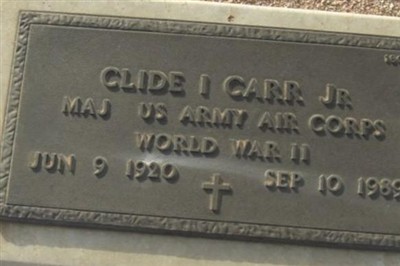 CLIDE I CARR JR
MAJ US ARMY AIR CORPS
WORLD WAR II
JUN 9 1920 SEP 10 1989